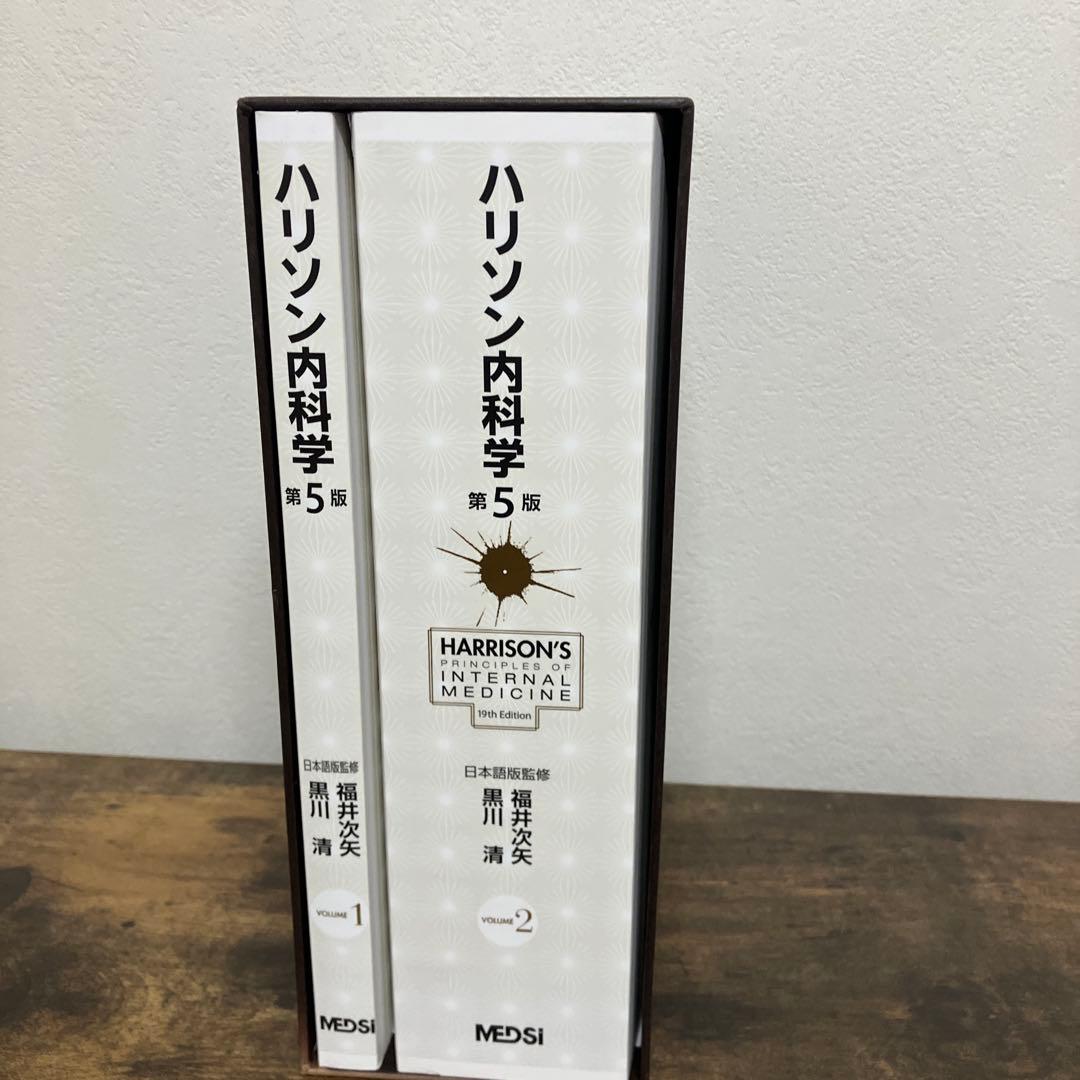 ハリソン内科学
第5版
日本語版監修
福井次矢
黒川 清
VOLUME 1
MEDSi
ハリソン内科学
第5版
HARRISON'S
PRINCIPLES OF
INTERNAL
MEDICINE
19th Edition
日本語版監修
福井次矢
黒川 清
VOLUME 2
MEDSi